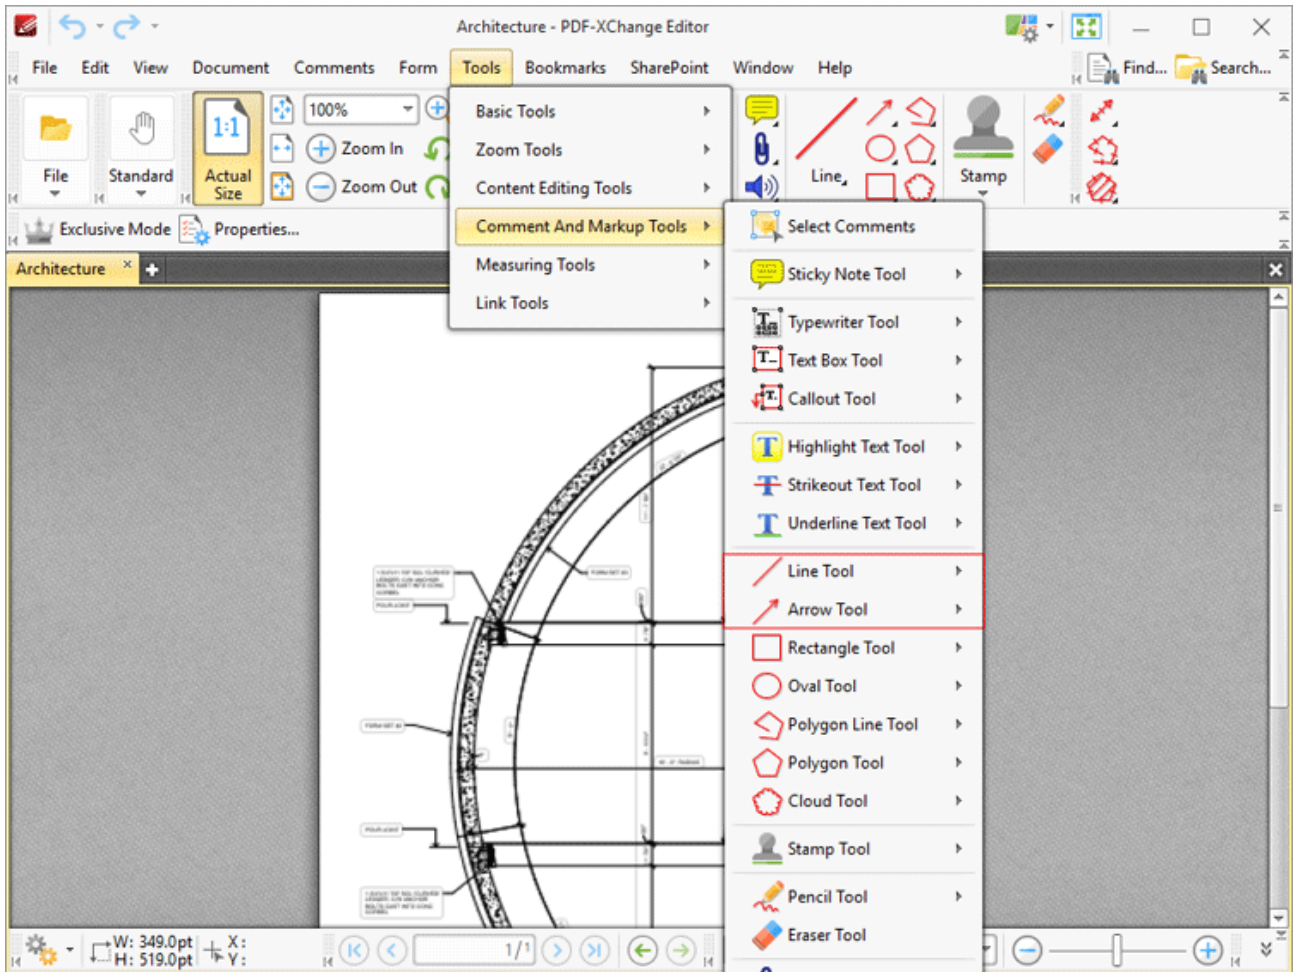 Architecture - PDF-XChange Editor
File Edit View Document Comments Form Tools Bookmarks SharePoint Window Help Find... Search...
100%
1:1
Zoom In
Zoom Out
File Standard Actual Size Line Stamp
Exclusive Mode Properties...
Architecture
Basic Tools
Zoom Tools
Content Editing Tools
Comment And Markup Tools
Measuring Tools
Link Tools
Select Comments
Sticky Note Tool
Typewriter Tool
Text Box Tool
Callout Tool
Highlight Text Tool
Strikeout Text Tool
Underline Text Tool
Line Tool
Arrow Tool
Rectangle Tool
Oval Tool
Polygon Line Tool
Polygon Tool
Cloud Tool
Stamp Tool
Pencil Tool
Eraser Tool
POUR JOINT
W: 349.0pt X:
H: 519.0pt Y:
1/1